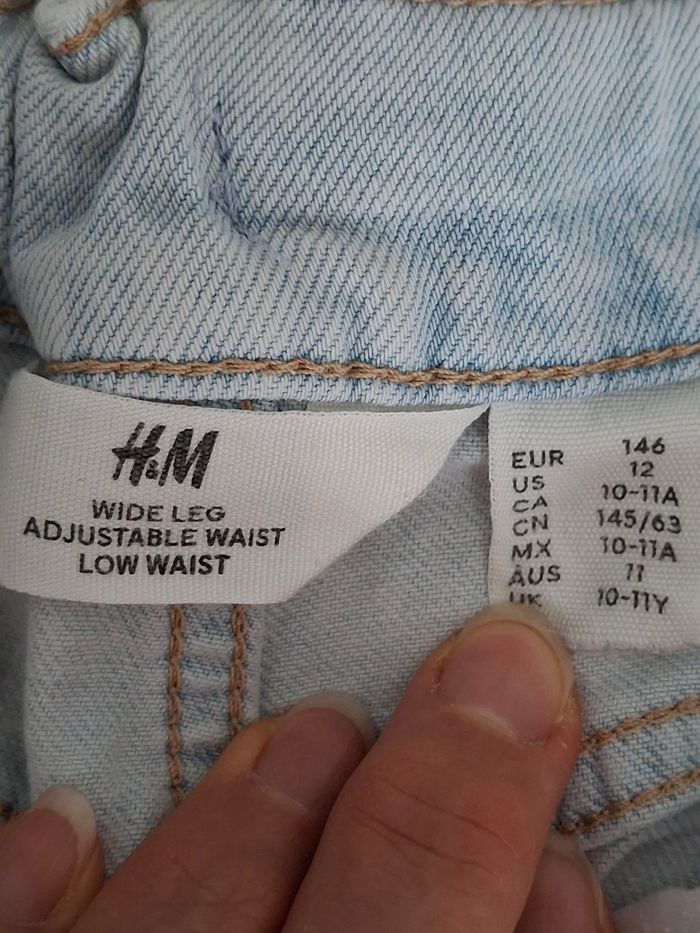 H&M
WIDE LEG
ADJUSTABLE WAIST
LOW WAIST
EUR 146
US 12
CA 10-11A
CN 145/63
MX 10-11A
AUS 11
UK 10-11Y